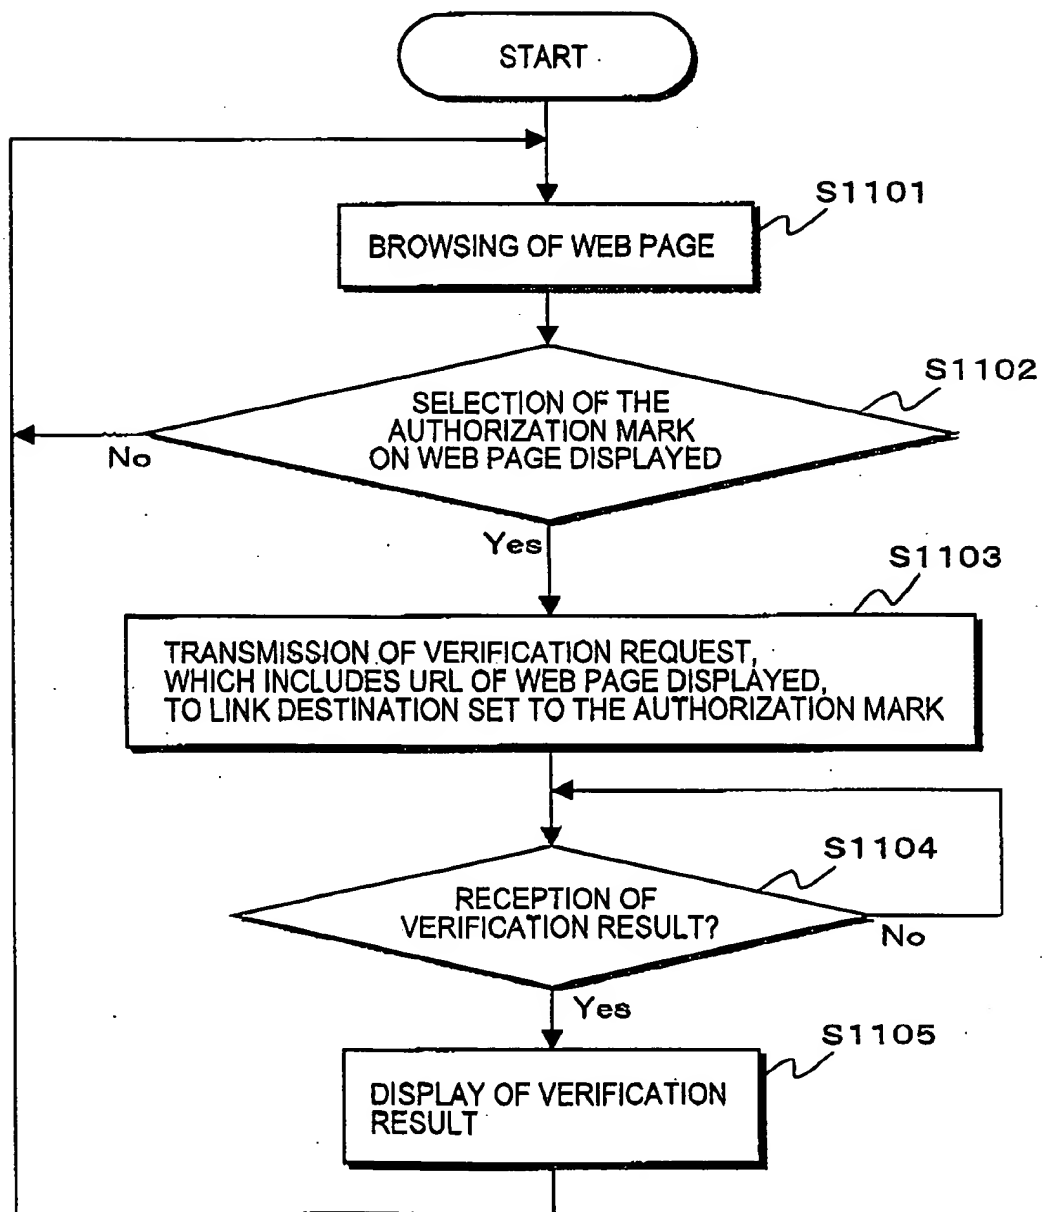 START
S1101
BROWSING OF WEB PAGE
S1102
SELECTION OF THE
AUTHORIZATION MARK
ON WEB PAGE DISPLAYED
No
Yes
S1103
TRANSMISSION OF VERIFICATION REQUEST,
WHICH INCLUDES URL OF WEB PAGE DISPLAYED,
TO LINK DESTINATION SET TO THE AUTHORIZATION MARK
S1104
RECEPTION OF
VERIFICATION RESULT?
No
Yes
S1105
DISPLAY OF VERIFICATION
RESULT